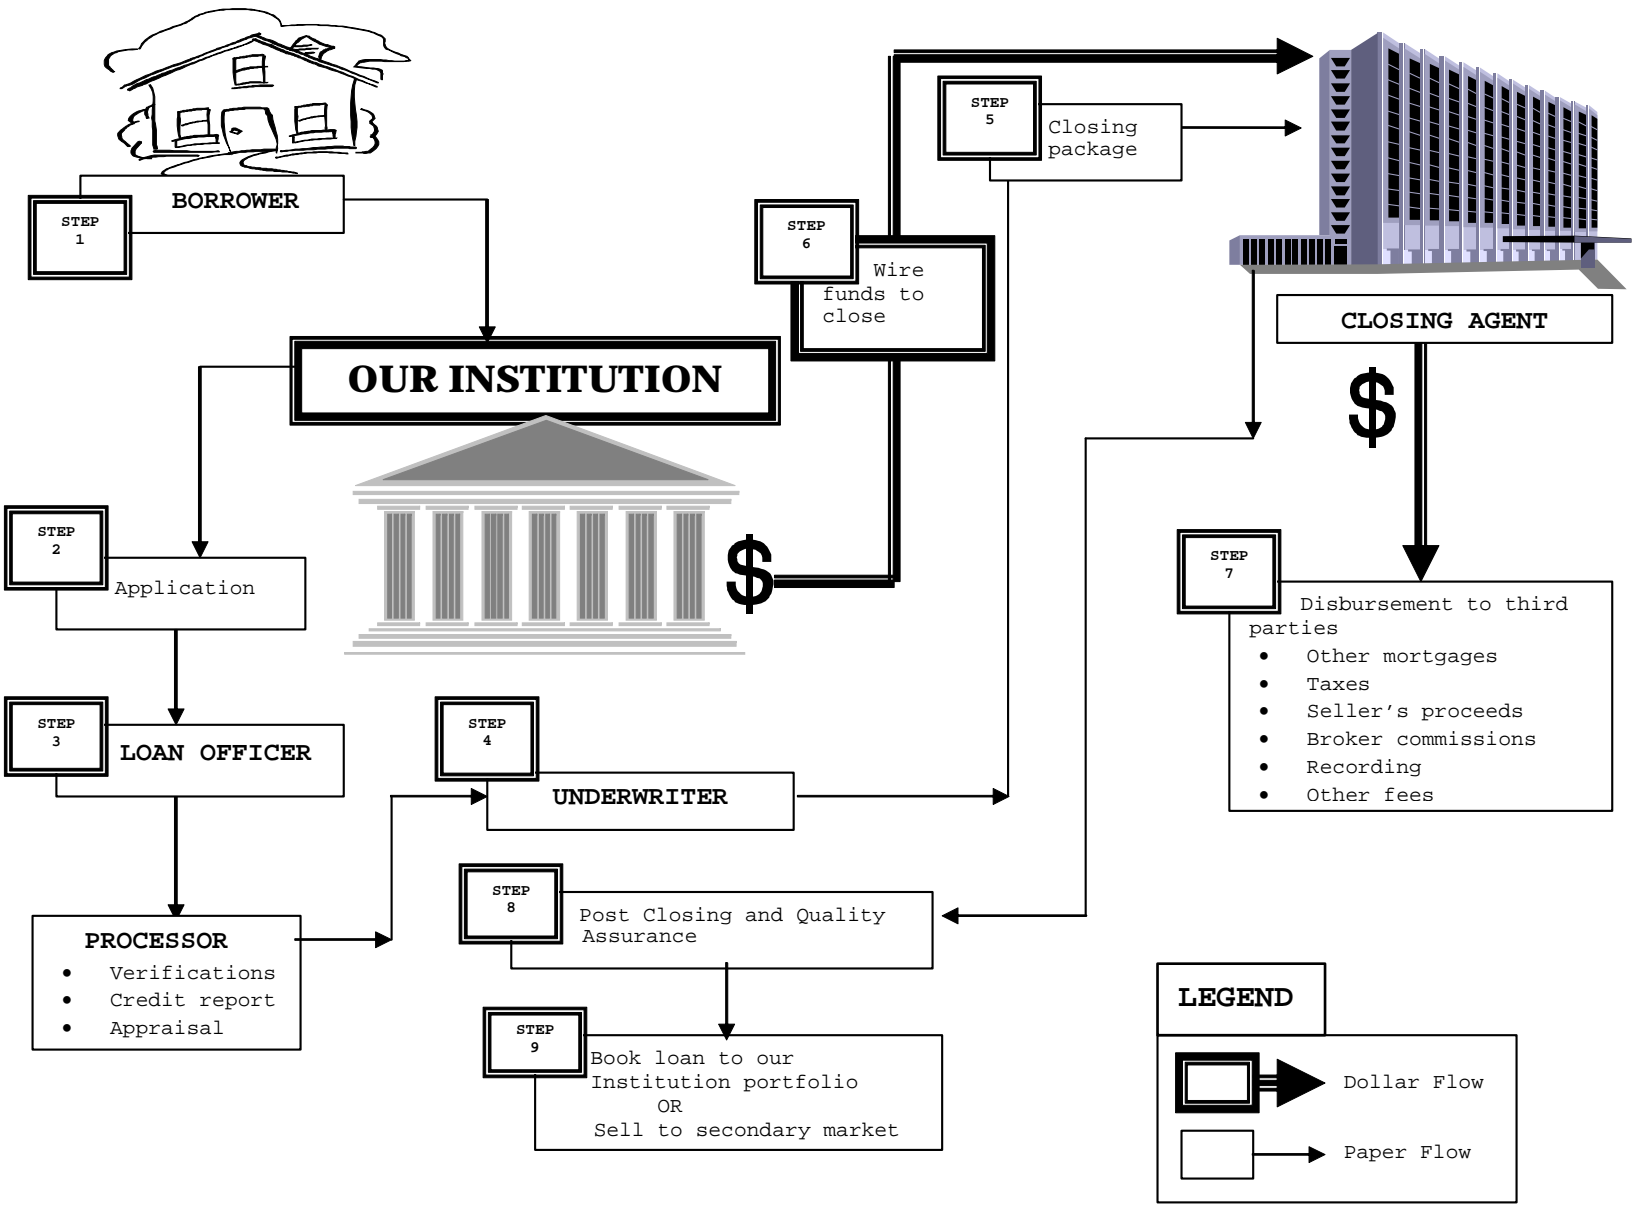 STEP
1
BORROWER
OUR INSTITUTION
STEP
2
Application
STEP
3
LOAN OFFICER
PROCESSOR
• Verifications
• Credit report
• Appraisal
STEP
4
UNDERWRITER
STEP
5
Closing
package
STEP
6
Wire
funds to
close
$
CLOSING AGENT
$
STEP
7
Disbursement to third
parties
• Other mortgages
• Taxes
• Seller’s proceeds
• Broker commissions
• Recording
• Other fees
STEP
8
Post Closing and Quality
Assurance
STEP
9
Book loan to our
Institution portfolio
OR
Sell to secondary market
LEGEND
Dollar Flow
Paper Flow